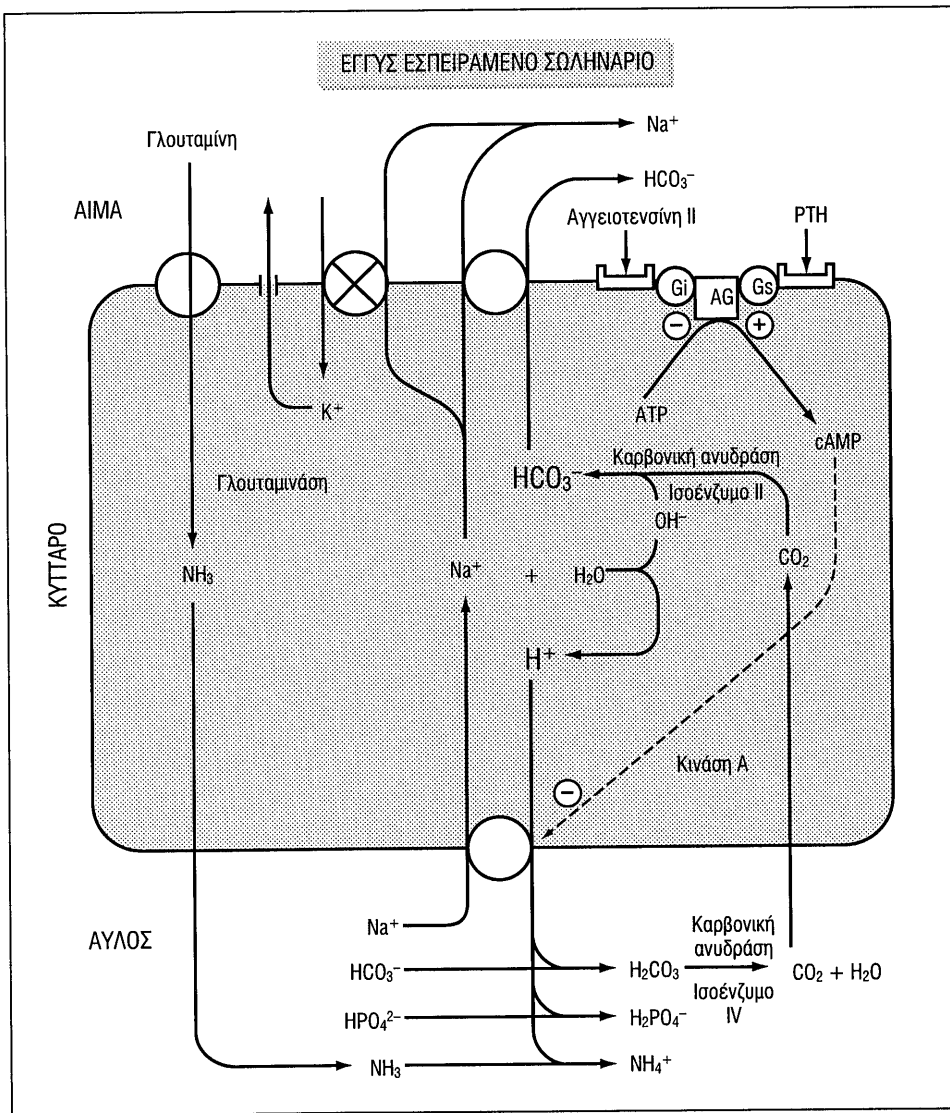 ΕΓΓΥΣ ΕΣΠΕΙΡΑΜΕΝΟ ΣΩΛΗΝΑΡΙΟ
Na⁺
Γλουταμίνη
HCO₃⁻
ΑΙΜΑ
Αγγειοτενσίνη II
PTH
Gi
AG
Gs
−
+
K⁺
ATP
cAMP
Γλουταμινάση
HCO₃⁻
Καρβονική ανυδράση
Ισοένζυμο II
OH⁻
ΚΥΤΤΑΡΟ
NH₃
Na⁺ + H₂O
CO₂
H⁺
Κινάση Α
−
ΑΥΛΟΣ
Na⁺
HCO₃⁻
H₂CO₃
Καρβονική
ανυδράση
Ισοένζυμο
IV
CO₂ + H₂O
HPO₄²⁻
H₂PO₄⁻
NH₃
NH₄⁺